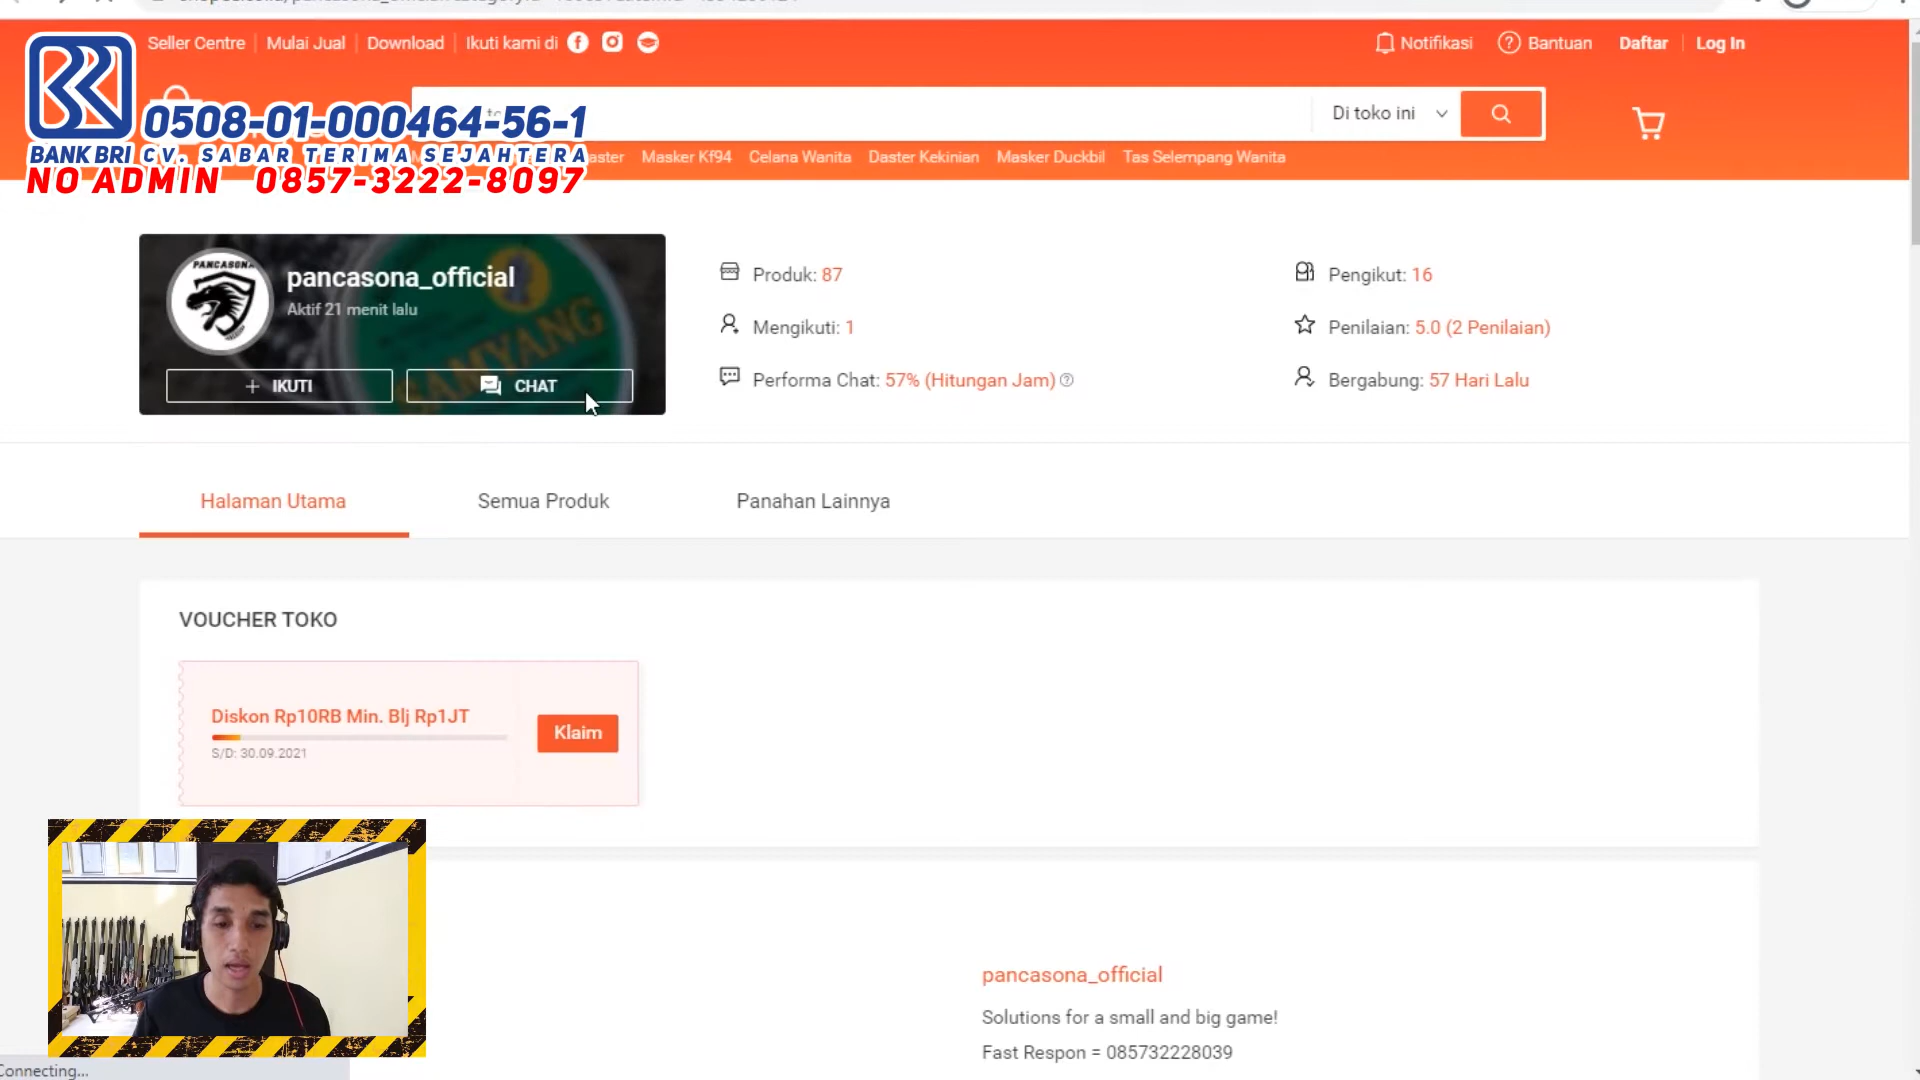 Seller Centre
Mulai Jual
Download
Ikuti kami di
Notifikasi
Bantuan
Daftar
Log In
0508-01-000464-56-1
BANK BRI CV. SABAR TERIMA SEJAHTERA
NO ADMIN 0857-3222-8097
Di toko ini
Masker Kf94
Celana Wanita
Daster Kekinian
Masker Duckbil
Tas Selempang Wanita
PANCASONA
pancasona_official
Aktif 21 menit lalu
SAMYANG
IKUTI
CHAT
Produk: 87
Mengikuti: 1
Performa Chat: 57% (Hitungan Jam)
Pengikut: 16
Penilaian: 5.0 (2 Penilaian)
Bergabung: 57 Hari Lalu
Halaman Utama
Semua Produk
Panahan Lainnya
VOUCHER TOKO
Diskon Rp10RB Min. Blj Rp1JT
S/D: 30.09.2021
Klaim
pancasona_official
Solutions for a small and big game!
Fast Respon = 085732228039
Connecting...